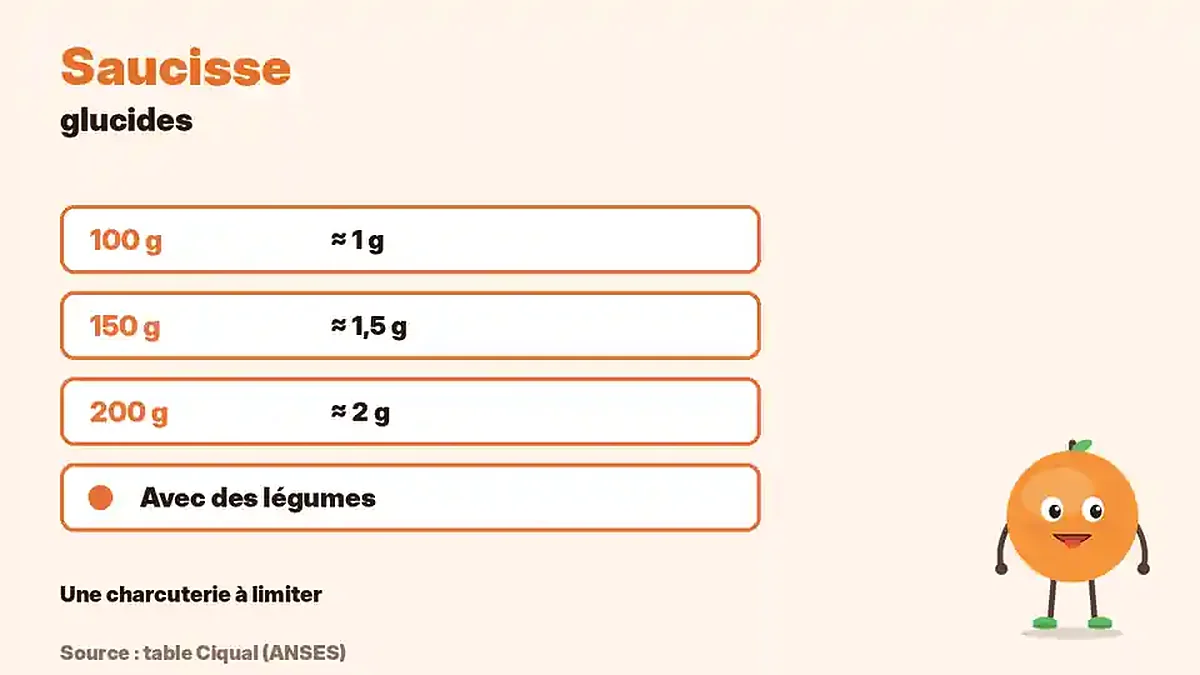 Saucisse
glucides
100 g ≈ 1 g
150 g ≈ 1,5 g
200 g ≈ 2 g
Avec des légumes
Une charcuterie à limiter
Source : table Ciqual (ANSES)